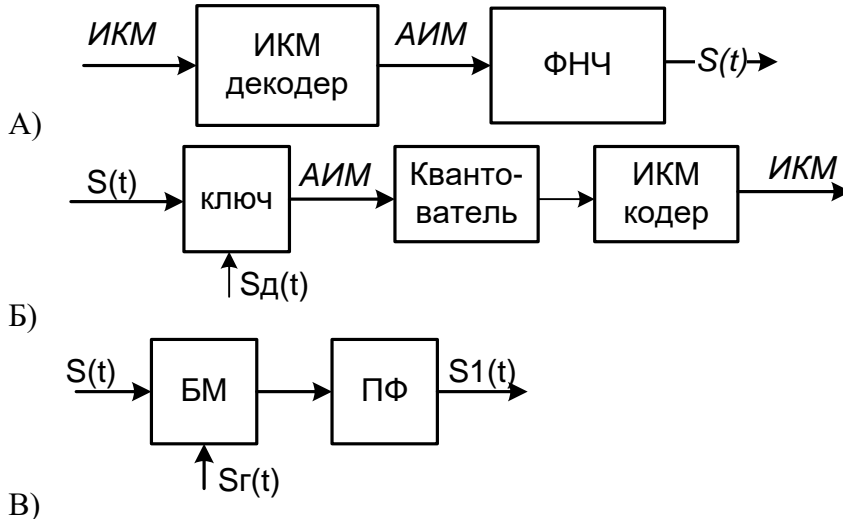 ИКМ
ИКМ
декодер
АИМ
ФНЧ
S(t)
А)
S(t)
ключ
Sд(t)
АИМ
Кванто-
ватель
ИКМ
кодер
ИКМ
Б)
S(t)
БМ
Sг(t)
ПФ
S1(t)
В)